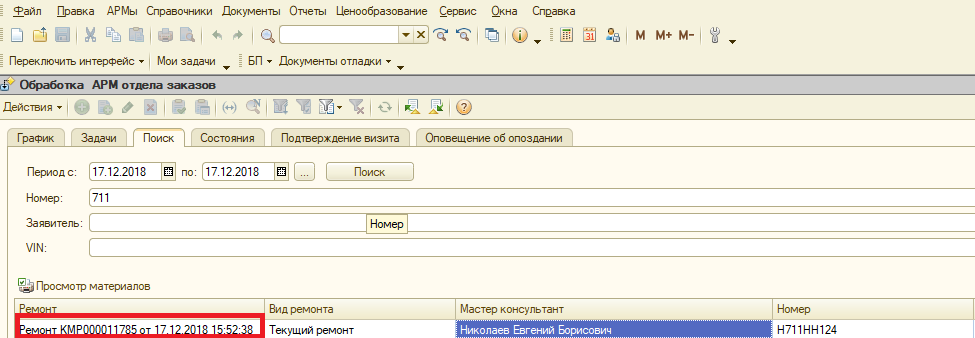 Файл Правка АРМы Справочники Документы Отчеты Ценообразование Сервис Окна Справка
M M+ M-
Переключить интерфейс Мои задачи БП Документы отладки
Обработка АРМ отдела заказов
Действия
График Задачи Поиск Состояния Подтверждение визита Оповещение об опоздании
Период с: 17.12.2018 по: 17.12.2018 ... Поиск
Номер: 711
Заявитель:
Номер
VIN:
Просмотр материалов
Ремонт Вид ремонта Мастер консультант Номер
Ремонт КМР000011785 от 17.12.2018 15:52:38 Текущий ремонт Николаев Евгений Борисович Н711НН124